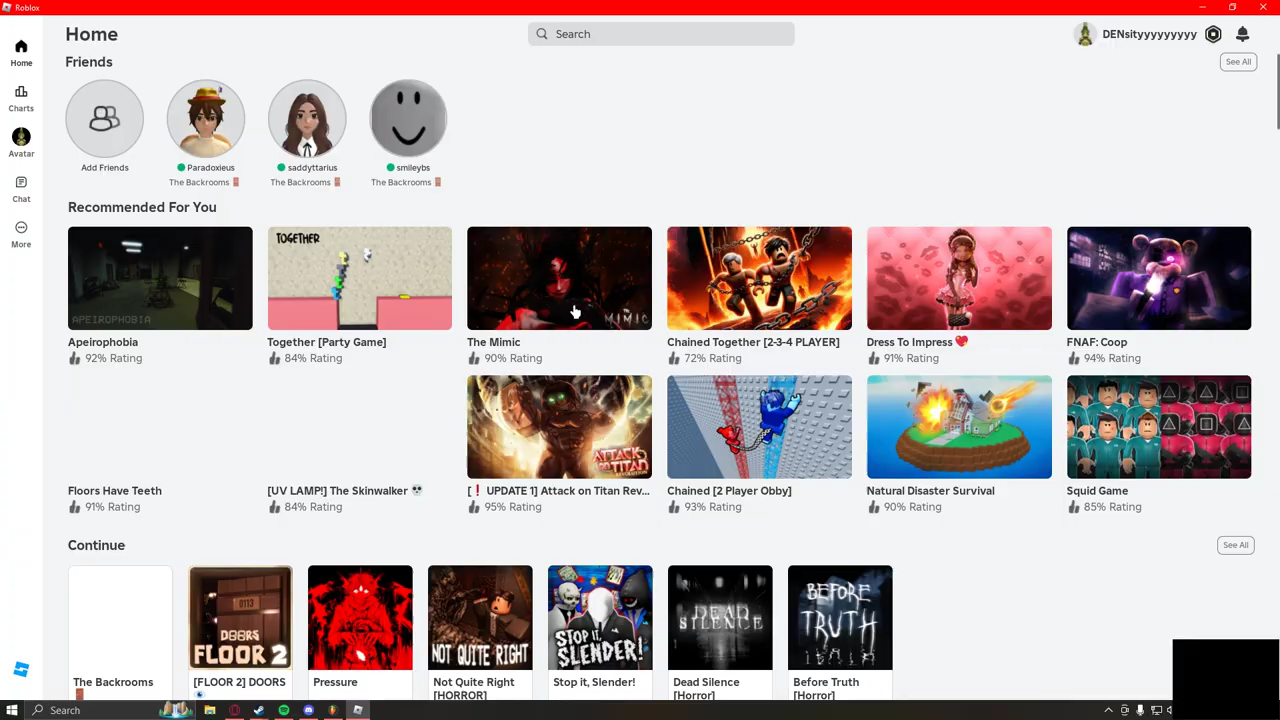 Roblox
Home
Search
DENsityyyyyyyyy
Home
Charts
Avatar
Chat
More
Friends
See All
Add Friends
Paradoxieus
The Backrooms
saddyttarius
The Backrooms
smileybs
The Backrooms
Recommended For You
APEIROPHOBIA
TOGETHER
MIMIC
Apeirophobia
92% Rating
Together [Party Game]
84% Rating
The Mimic
90% Rating
Chained Together [2-3-4 PLAYER]
72% Rating
Dress To Impress ❤️
91% Rating
FNAF: Coop
94% Rating
ATTACK
ON TITAN
Floors Have Teeth
91% Rating
[UV LAMP!] The Skinwalker 💀
84% Rating
[❗ UPDATE 1] Attack on Titan Rev...
95% Rating
Chained [2 Player Obby]
93% Rating
Natural Disaster Survival
90% Rating
Squid Game
85% Rating
Continue
See All
0113
DOORS
FLOOR 2
NOT QUITE RIGHT
STOP IT,
SLENDER!
DEAD
SILENCE
BEFORE
TRUTH
The Backrooms
[FLOOR 2] DOORS
Pressure
Not Quite Right
[HORROR]
Stop it, Slender!
Dead Silence
[Horror]
Before Truth
[Horror]
Search